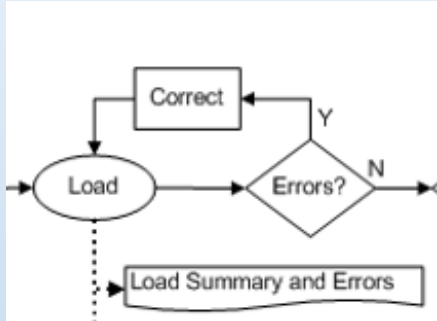 Correct
Y
Load
Errors?
N
Load Summary and Errors